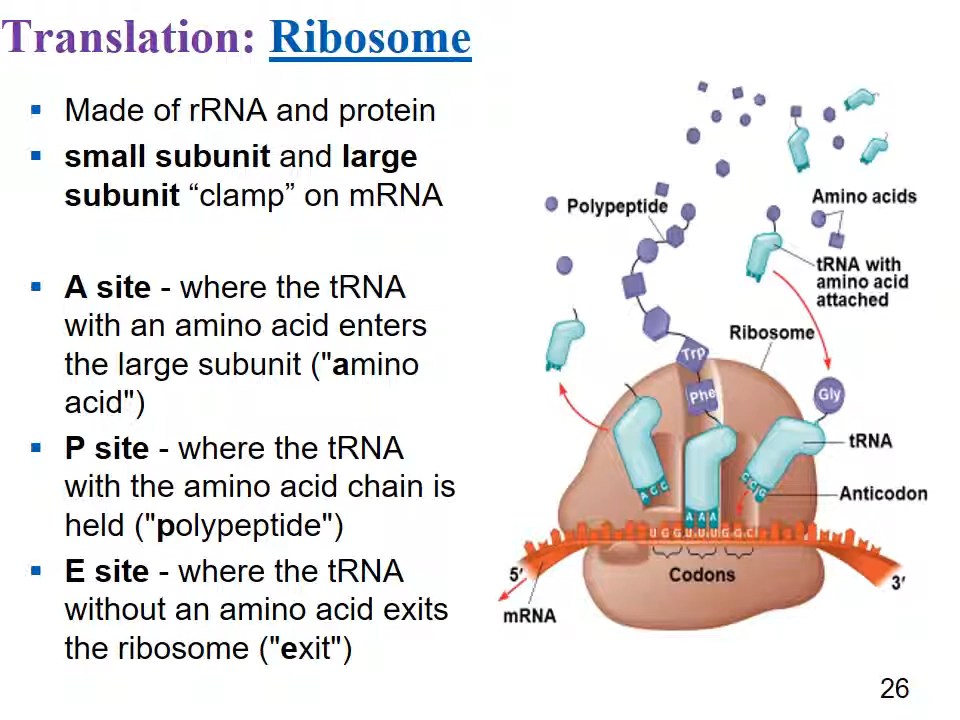 Translation: Ribosome
▪ Made of rRNA and protein
▪ small subunit and large
subunit “clamp” on mRNA
▪ A site - where the tRNA
with an amino acid enters
the large subunit ("amino
acid")
▪ P site - where the tRNA
with the amino acid chain is
held ("polypeptide")
▪ E site - where the tRNA
without an amino acid exits
the ribosome ("exit")
Polypeptide
Amino acids
tRNA with
amino acid
attached
Ribosome
Trp
Phe
Gly
tRNA
Anticodon
A C C
A A A
C C G
U G G U U U G G C
Codons
5′
3′
mRNA
26